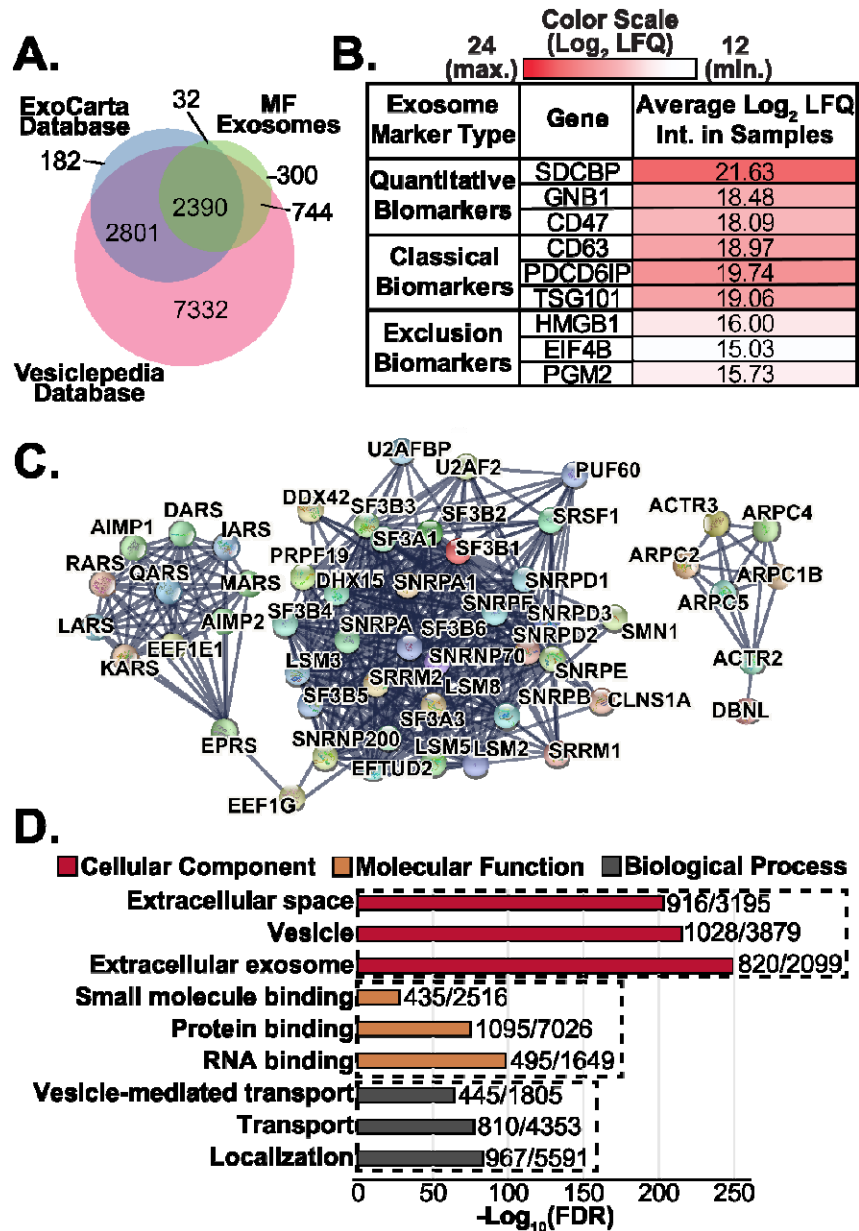 A.
ExoCarta
Database
182
32
MF
Exosomes
300
744
2390
2801
7332
Vesiclepedia
Database
B.
24
(max.)
Color Scale
(Log2 LFQ)
12
(min.)
Exosome
Marker Type
Gene
Average Log2 LFQ
Int. in Samples
Quantitative
Biomarkers
SDCBP 21.63
GNB1 18.48
CD47 18.09
Classical
Biomarkers
CD63 18.97
PDCD6IP 19.74
TSG101 19.06
Exclusion
Biomarkers
HMGB1 16.00
EIF4B 15.03
PGM2 15.73
C.
DARS
AIMP1
IARS
RARS
QARS
MARS
LARS
AIMP2
KARS
EEF1E1
EPRS
EEF1G
U2AFBP
U2AF2
PUF60
DDX42
SF3B3
SF3B2
SRSF1
SF3A1
SF3B1
PRPF19
DHX15
SNRPA1
SNRPD1
SF3B4
SNRPF
SNRPD3
SNRPA
SF3B6
SNRPD2
SMN1
LSM3
SNRNP70
SNRPE
SRRM2
LSM8
SF3B5
SNRPB
CLNS1A
SF3A3
SNRNP200
LSM5
LSM2
SRRM1
EFTUD2
ACTR3
ARPC4
ARPC2
ARPC1B
ARPC5
ACTR2
DBNL
D.
Cellular Component Molecular Function Biological Process
Extracellular space 916/3195
Vesicle 1028/3879
Extracellular exosome 820/2099
Small molecule binding 435/2516
Protein binding 1095/7026
RNA binding 495/1649
Vesicle-mediated transport 445/1805
Transport 810/4353
Localization 967/5591
0 50 100 150 200 250
-Log10(FDR)